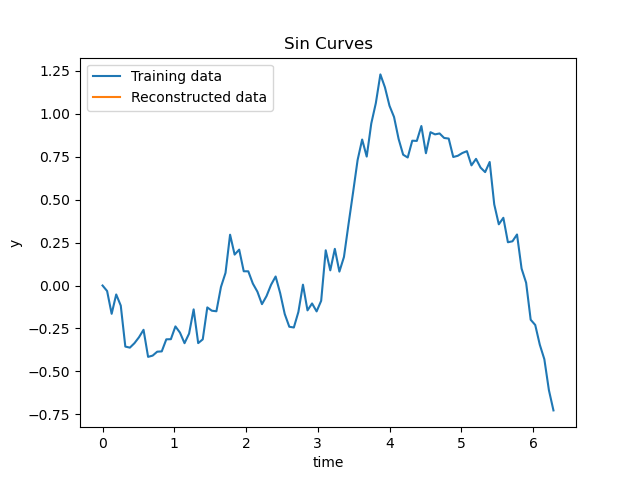 Sin Curves
Training data
Reconstructed data
1.25
1.00
0.75
0.50
0.25
0.00
−0.25
−0.50
−0.75
y
0 1 2 3 4 5 6
time